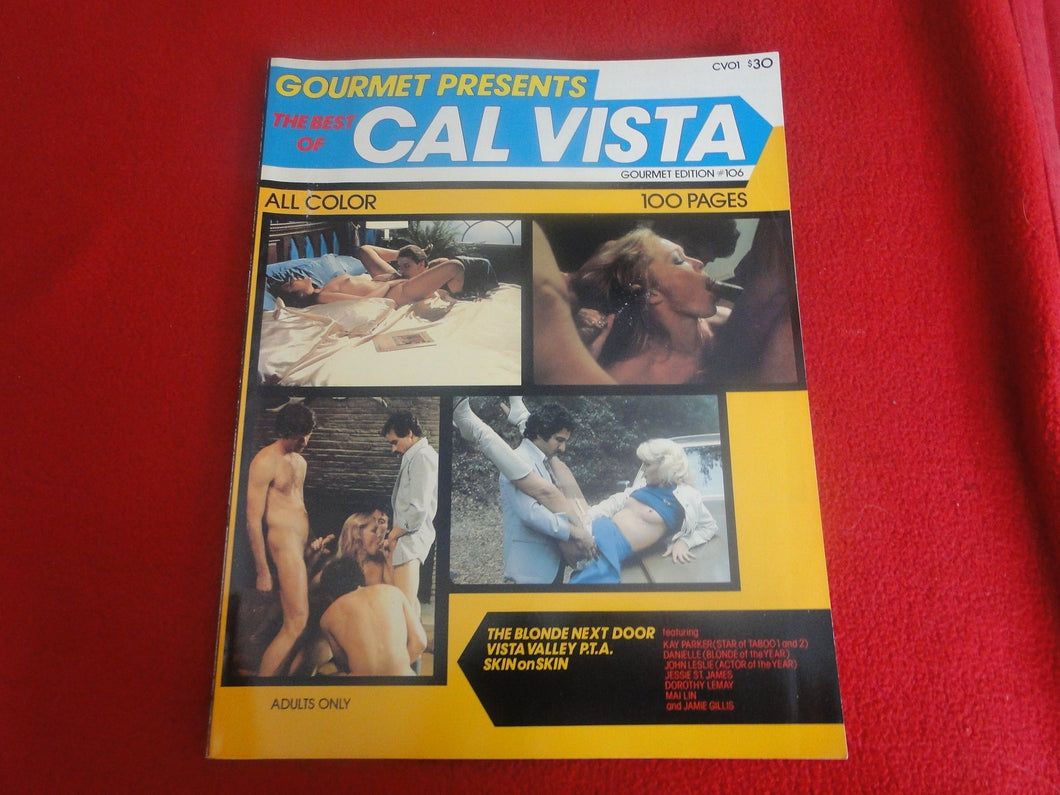 CV01 $30
GOURMET PRESENTS
THE BEST
OF
CAL VISTA
GOURMET EDITION #106
ALL COLOR
100 PAGES
THE BLONDE NEXT DOOR
VISTA VALLEY P.T.A.
SKIN on SKIN
featuring
KAY PARKER (STAR of TABOO 1 and 2)
DANIELLE (BLONDE of the YEAR)
JOHN LESLIE (ACTOR of the YEAR)
JESSIE ST. JAMES
DOROTHY LEMAY
MAI LIN
and JAMIE GILLIS
ADULTS ONLY